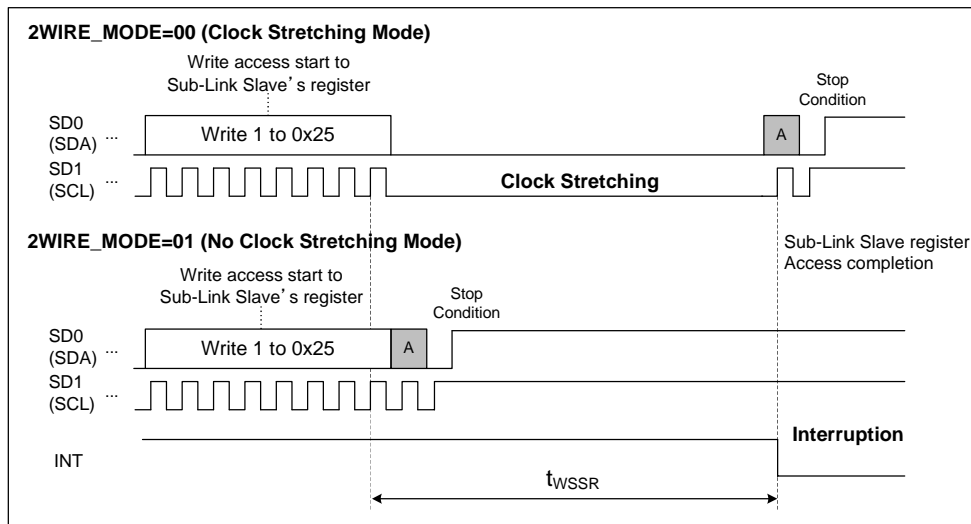 2WIRE_MODE=00 (Clock Stretching Mode)
Write access start to
Sub-Link Slave’s register
Stop
Condition
SD0
(SDA) ...
Write 1 to 0x25
A
SD1
(SCL) ...
Clock Stretching
2WIRE_MODE=01 (No Clock Stretching Mode)
Sub-Link Slave register
Access completion
Write access start to
Sub-Link Slave’s register
Stop
Condition
SD0
(SDA) ...
Write 1 to 0x25
A
SD1
(SCL) ...
Interruption
INT
tWSSR